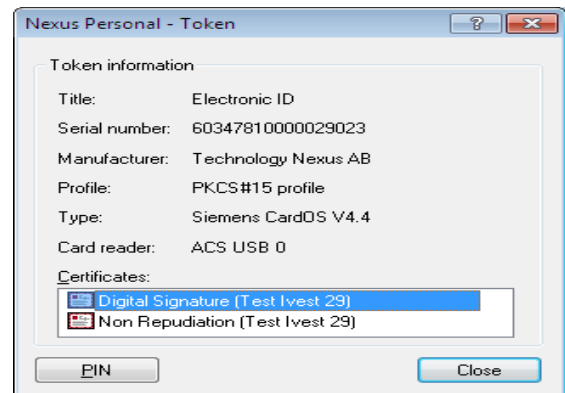 Nexus Personal - Token
Token information
Title: Electronic ID
Serial number: 60347810000029023
Manufacturer: Technology Nexus AB
Profile: PKCS#15 profile
Type: Siemens CardOS V4.4
Card reader: ACS USB 0
Certificates:
Digital Signature (Test Ivest 29)
Non Repudiation (Test Ivest 29)
PIN Close